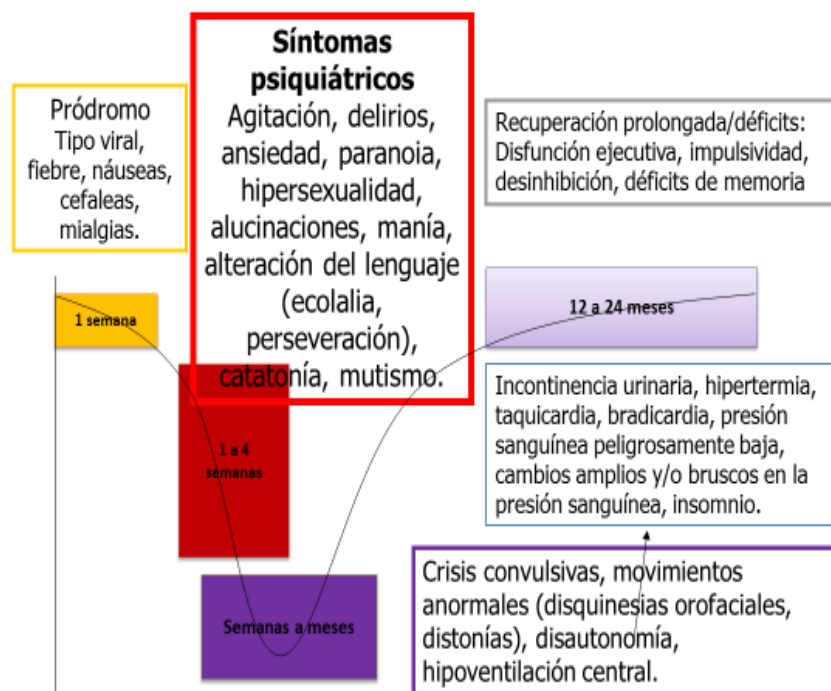 Pródromo
Tipo viral,
fiebre, náuseas,
cefaleas,
mialgias.
Síntomas
psiquiátricos
Agitación, delirios,
ansiedad, paranoia,
hipersexualidad,
alucinaciones, manía,
alteración del lenguaje
(ecolalia,
perseveración),
catatonía, mutismo.
Recuperación prolongada/déficits:
Disfunción ejecutiva, impulsividad,
desinhibición, déficits de memoria
1 semana
12 a 24 meses
1 a 4
semanas
Incontinencia urinaria, hipertermia,
taquicardia, bradicardia, presión
sanguínea peligrosamente baja,
cambios amplios y/o bruscos en la
presión sanguínea, insomnio.
Semanas a meses
Crisis convulsivas, movimientos
anormales (disquinesias orofaciales,
distonías), disautonomía,
hipoventilación central.